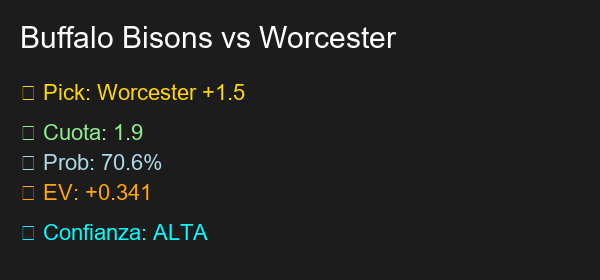 Buffalo Bisons vs Worcester
Pick: Worcester +1.5
Cuota: 1.9
Prob: 70.6%
EV: +0.341
Confianza: ALTA